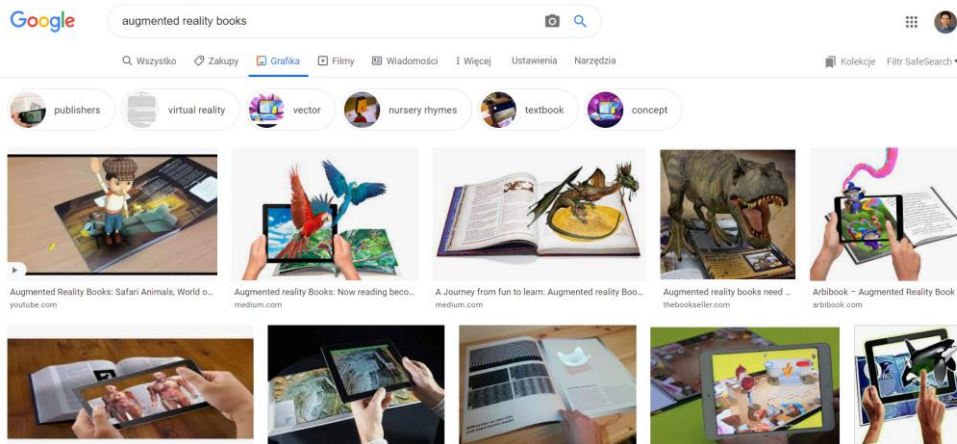 Google
augmented reality books
Wszystko Zakupy Grafika Filmy Wiadomości Więcej Ustawienia Narzędzia
Kolekcje Filtr SafeSearch
publishers virtual reality vector nursery rhymes textbook concept
Augmented Reality Books: Safari Animals, World o...
youtube.com
Augmented reality Books: Now reading beco...
medium.com
A Journey from fun to learn: Augmented reality Boo...
medium.com
Augmented reality books need ...
thebookseller.com
Arbibook – Augmented Reality Book
arbibook.com